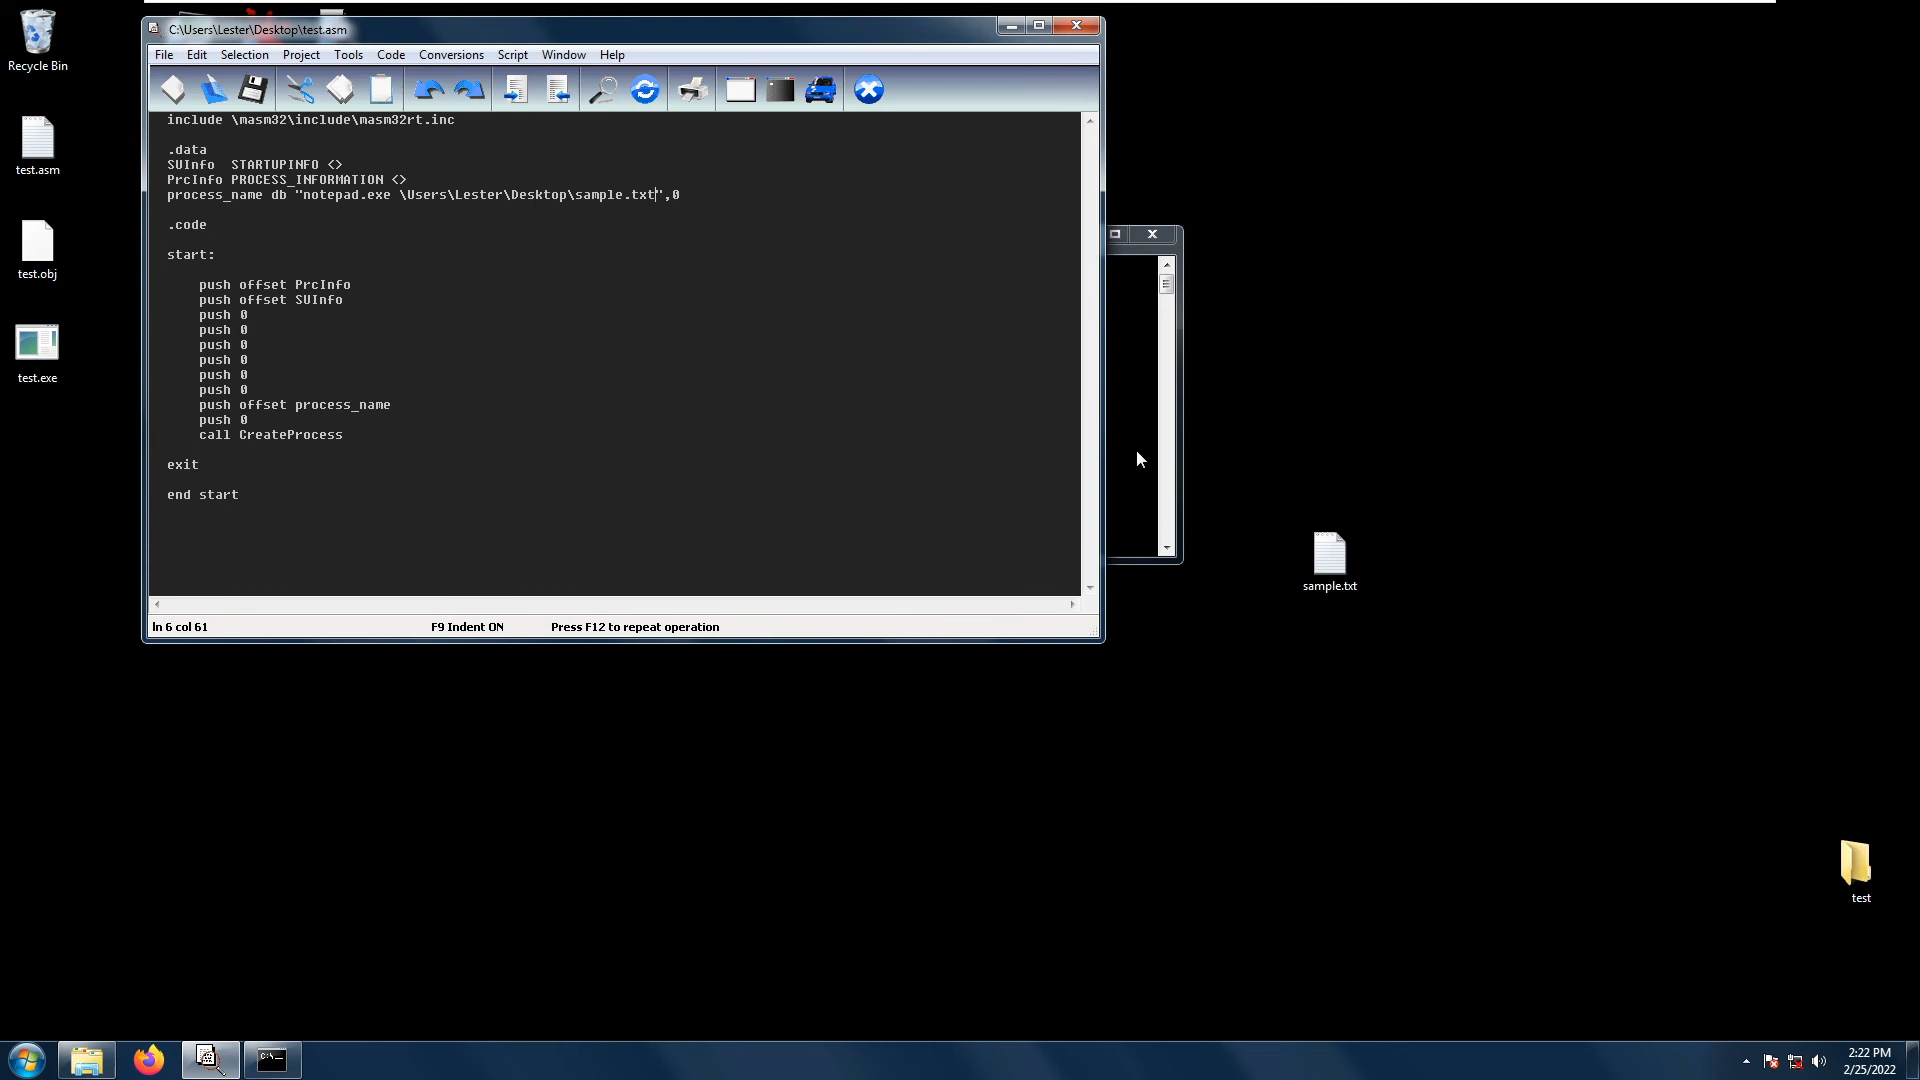 Recycle Bin
test.asm
test.obj
test.exe
C:\Users\Lester\Desktop\test.asm
File Edit Selection Project Tools Code Conversions Script Window Help
include \masm32\include\masm32rt.inc
.data
SUInfo  STARTUPINFO <>
PrcInfo PROCESS_INFORMATION <>
process_name db "notepad.exe \Users\Lester\Desktop\sample.txt",0
.code
start:
push offset PrcInfo
push offset SUInfo
push 0
push 0
push 0
push 0
push 0
push 0
push offset process_name
push 0
call CreateProcess
exit
end start
ln 6 col 61 F9 Indent ON Press F12 to repeat operation
sample.txt
test
C:\
2:22 PM
2/25/2022